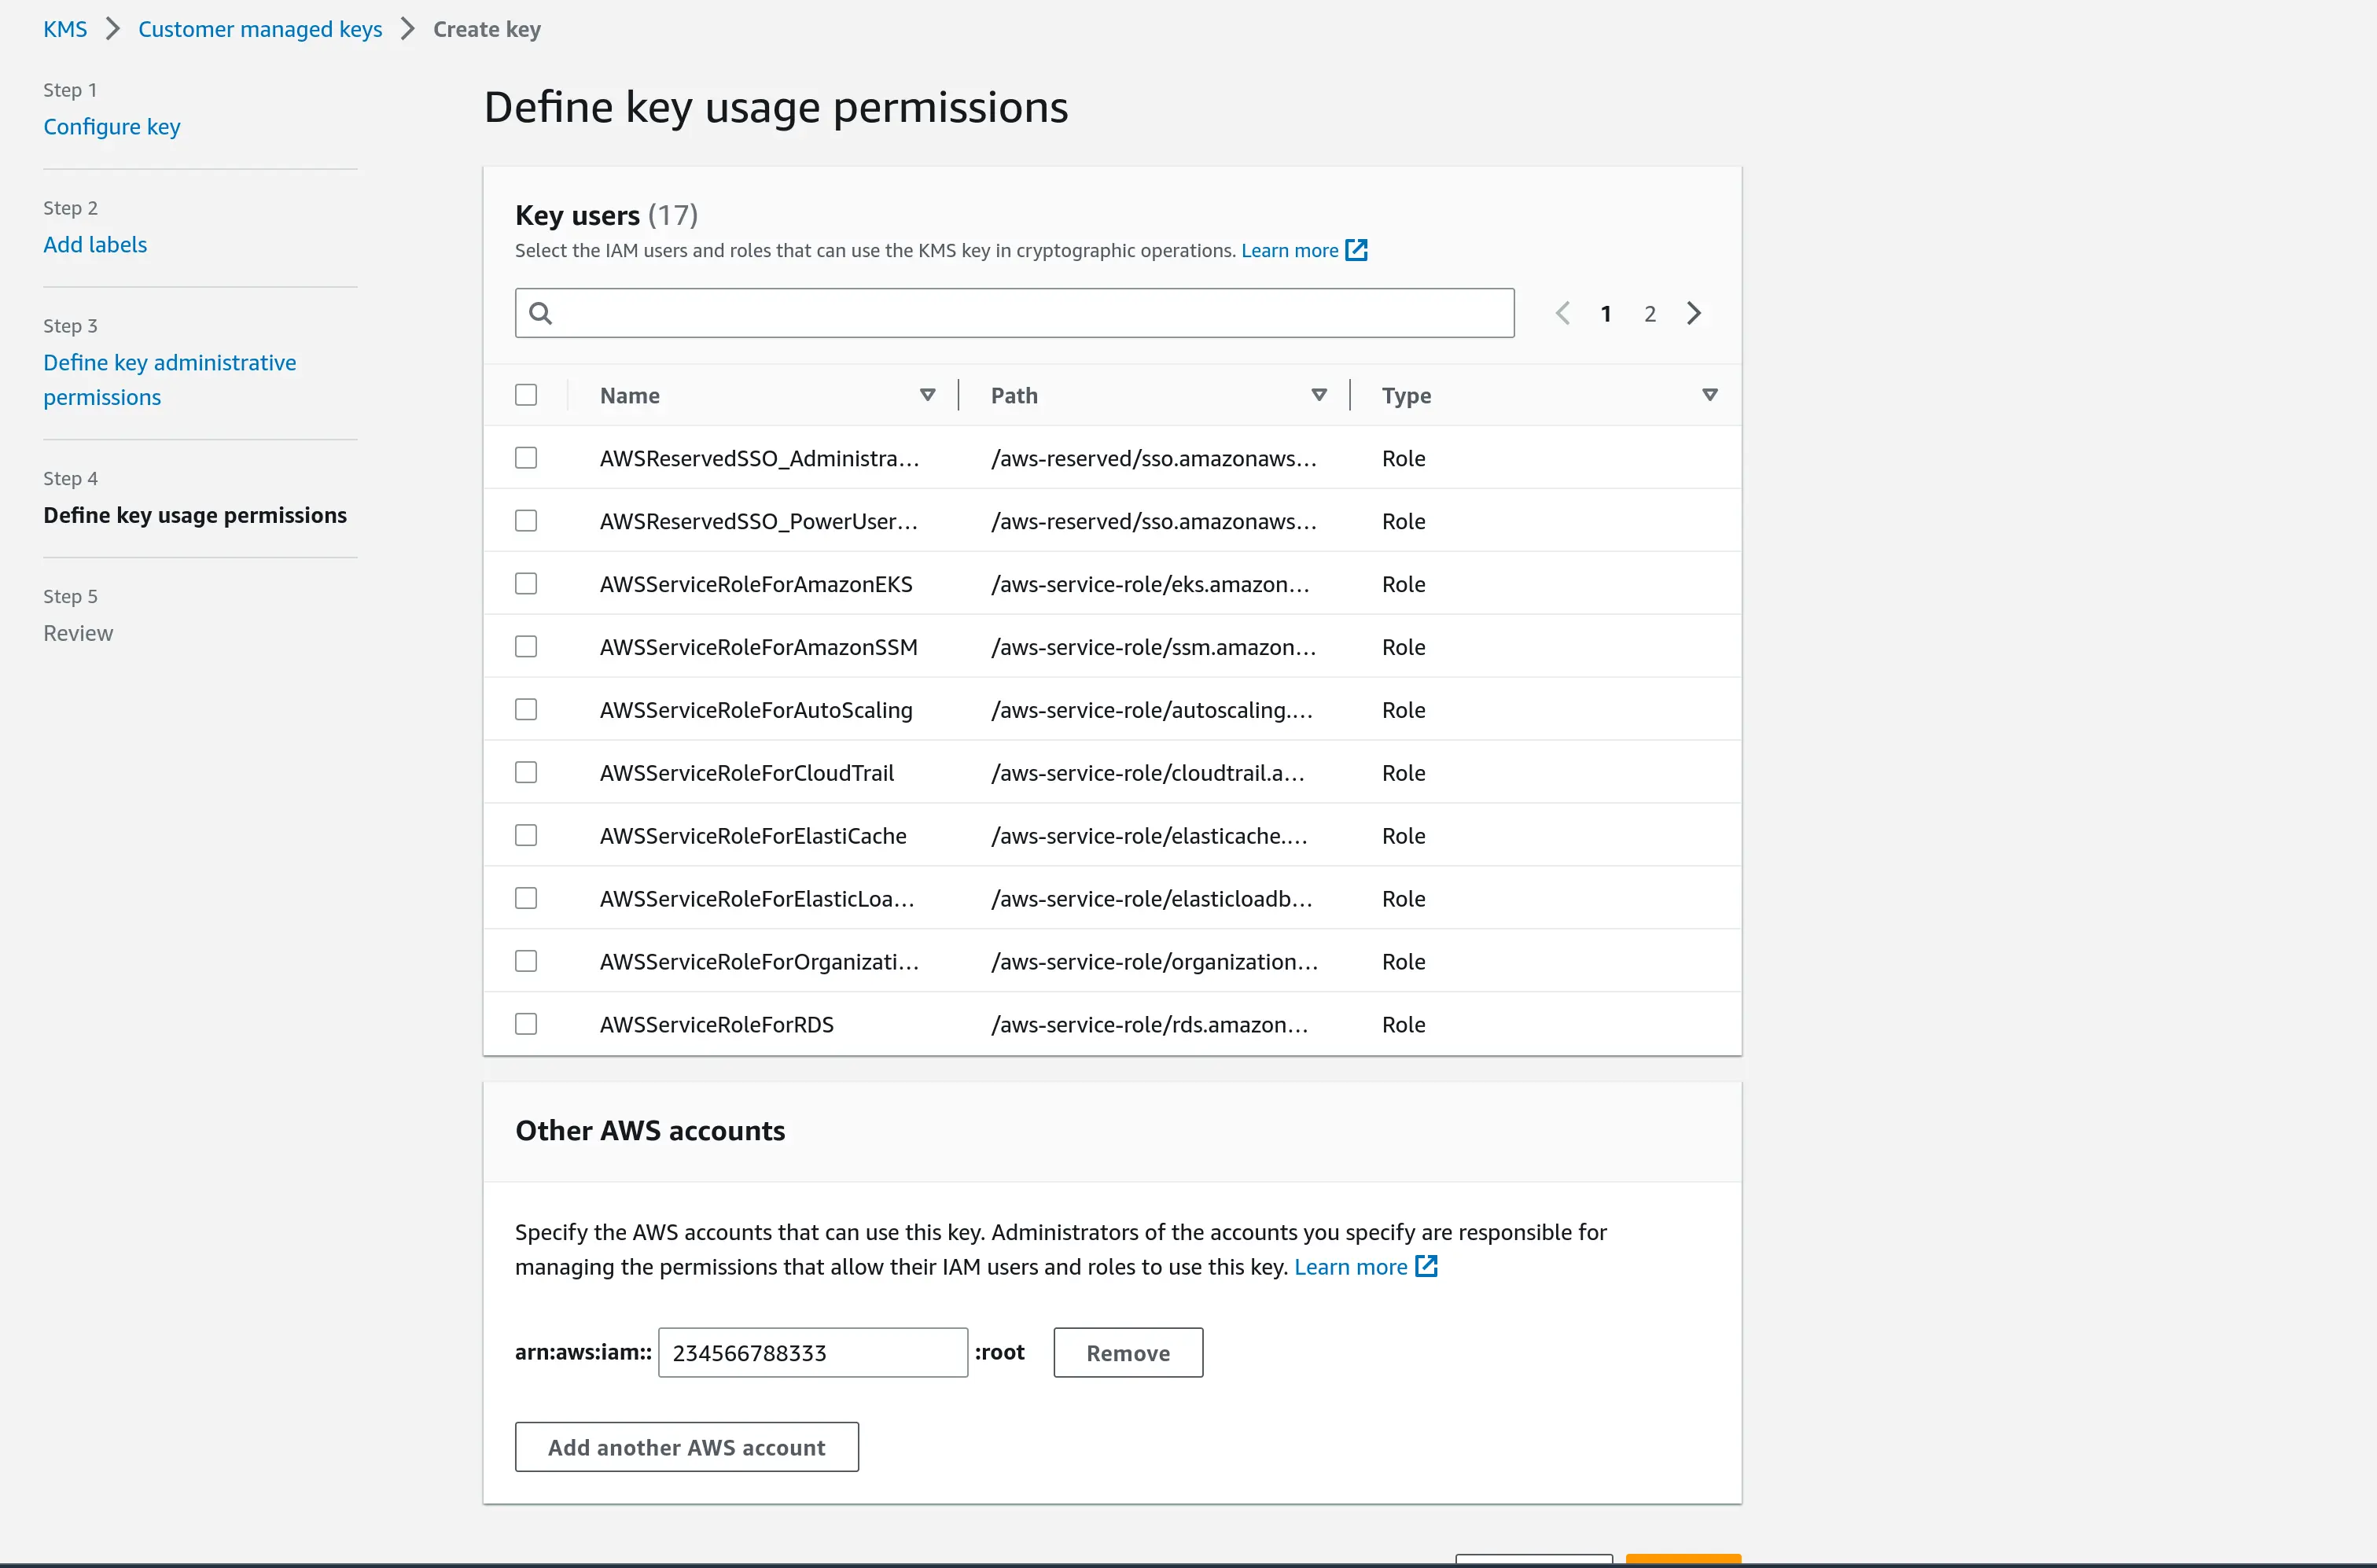 KMS > Customer managed keys > Create key
Step 1
Configure key
Step 2
Add labels
Step 3
Define key administrative
permissions
Step 4
Define key usage permissions
Step 5
Review
Define key usage permissions
Key users (17)
Select the IAM users and roles that can use the KMS key in cryptographic operations. Learn more
1 2
Name Path Type
AWSReservedSSO_Administra... /aws-reserved/sso.amazonaws... Role
AWSReservedSSO_PowerUser... /aws-reserved/sso.amazonaws... Role
AWSServiceRoleForAmazonEKS /aws-service-role/eks.amazon... Role
AWSServiceRoleForAmazonSSM /aws-service-role/ssm.amazon... Role
AWSServiceRoleForAutoScaling /aws-service-role/autoscaling.... Role
AWSServiceRoleForCloudTrail /aws-service-role/cloudtrail.a... Role
AWSServiceRoleForElastiCache /aws-service-role/elasticache.... Role
AWSServiceRoleForElasticLoa... /aws-service-role/elasticloadb... Role
AWSServiceRoleForOrganizati... /aws-service-role/organization... Role
AWSServiceRoleForRDS /aws-service-role/rds.amazon... Role
Other AWS accounts
Specify the AWS accounts that can use this key. Administrators of the accounts you specify are responsible for
managing the permissions that allow their IAM users and roles to use this key. Learn more
arn:aws:iam:: 234566788333 :root Remove
Add another AWS account